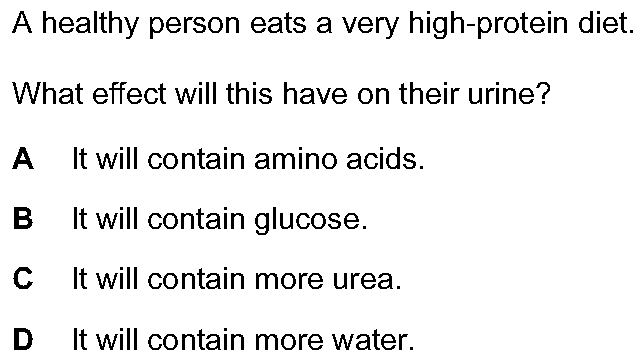 A healthy person eats a very high-protein diet.
What effect will this have on their urine?
A It will contain amino acids.
B It will contain glucose.
C It will contain more urea.
D It will contain more water.